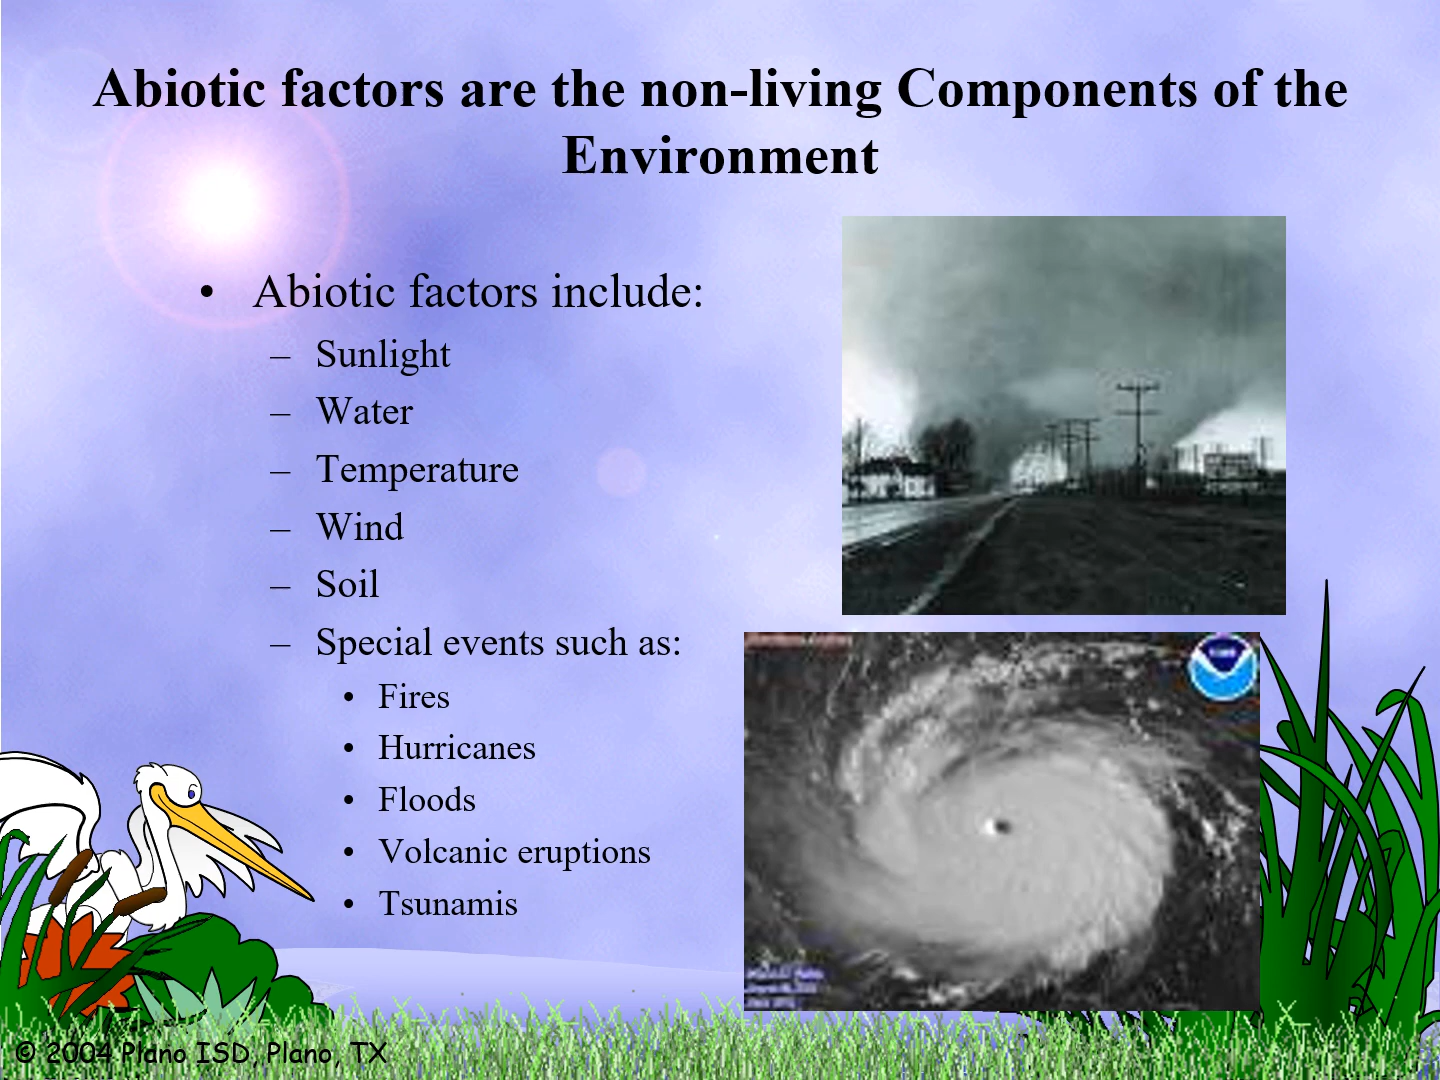 Abiotic factors are the non-living Components of the
Environment
• Abiotic factors include:
– Sunlight
– Water
– Temperature
– Wind
– Soil
– Special events such as:
• Fires
• Hurricanes
• Floods
• Volcanic eruptions
• Tsunamis
© 2004 Plano ISD, Plano, TX